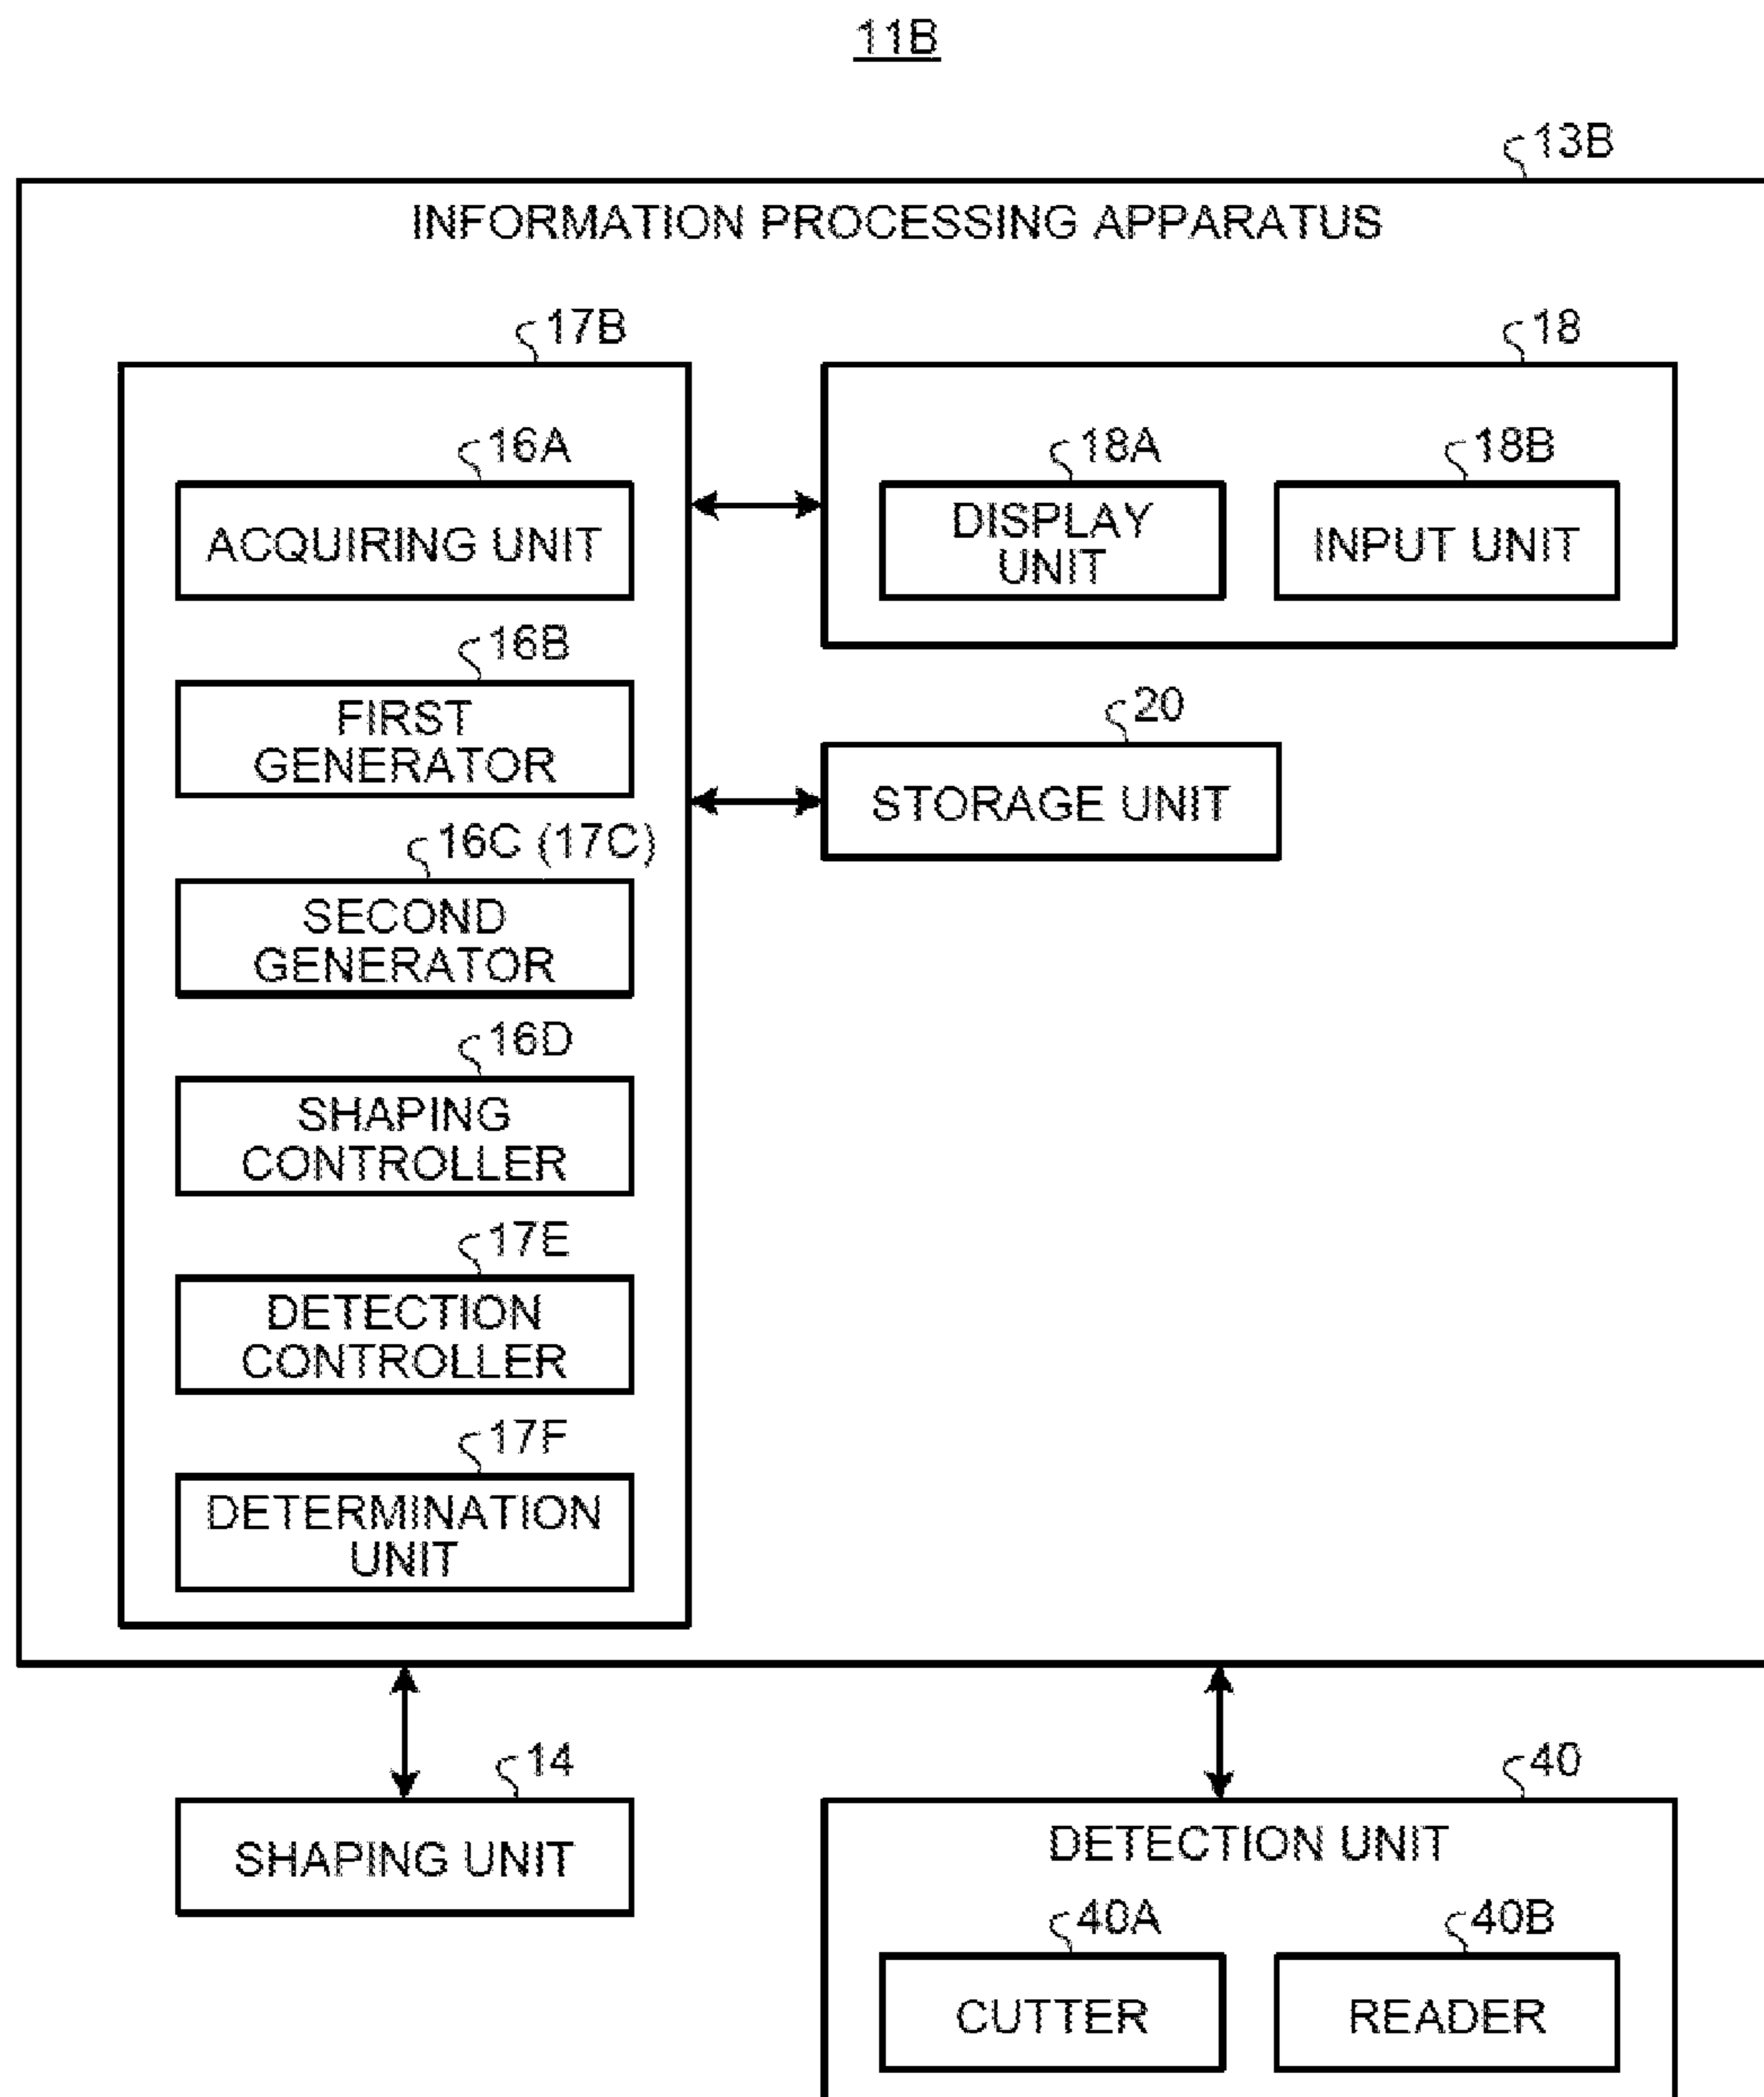 11B
13B
INFORMATION PROCESSING APPARATUS
17B
18
16A
ACQUIRING UNIT
18A
DISPLAY
UNIT
18B
INPUT UNIT
16B
FIRST
GENERATOR
20
STORAGE UNIT
16C (17C)
SECOND
GENERATOR
16D
SHAPING
CONTROLLER
17E
DETECTION
CONTROLLER
17F
DETERMINATION
UNIT
14
SHAPING UNIT
40
DETECTION UNIT
40A
CUTTER
40B
READER